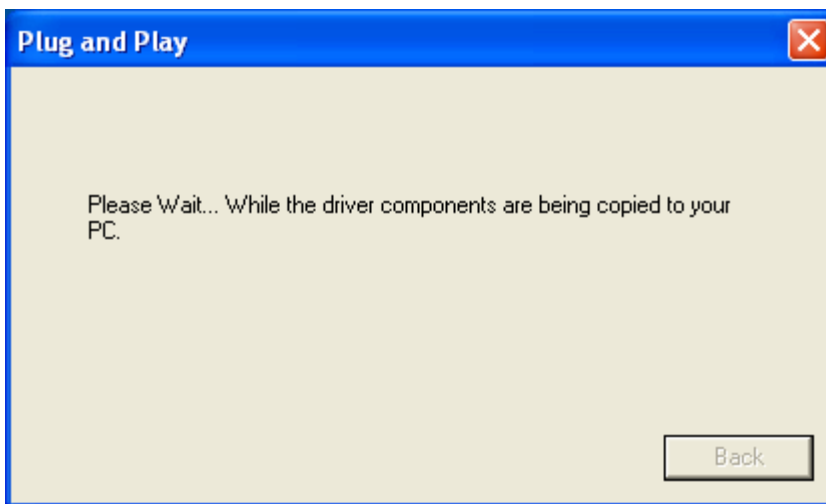 Plug and Play
Please Wait... While the driver components are being copied to your
PC.
Back